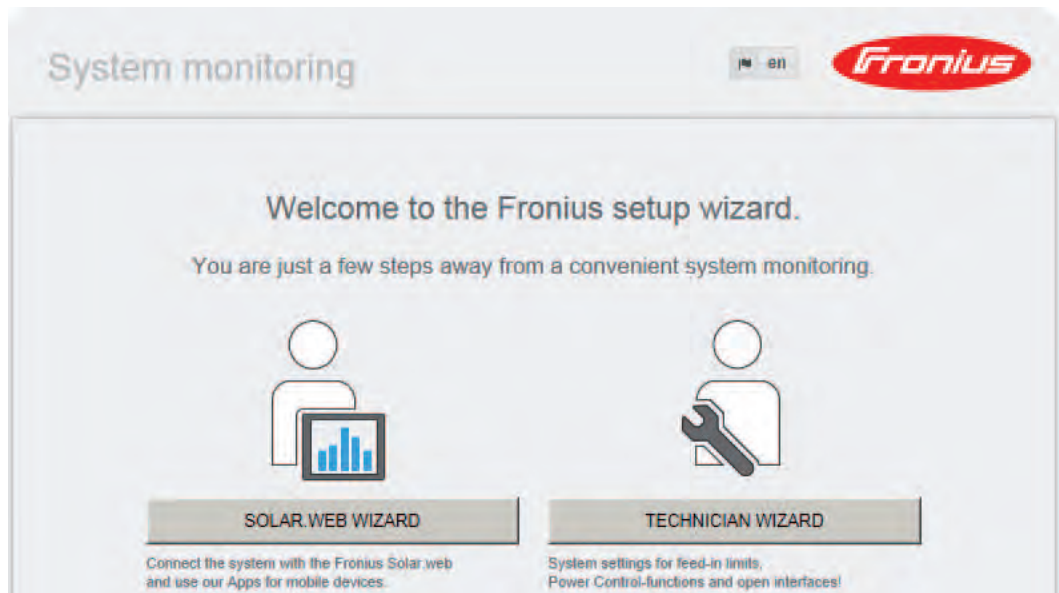 System monitoring
en
Fronius
Welcome to the Fronius setup wizard.
You are just a few steps away from a convenient system monitoring.
SOLAR.WEB WIZARD
TECHNICIAN WIZARD
Connect the system with the Fronius Solar.web
and use our Apps for mobile devices.
System settings for feed-in limits,
Power Control-functions and open interfaces!